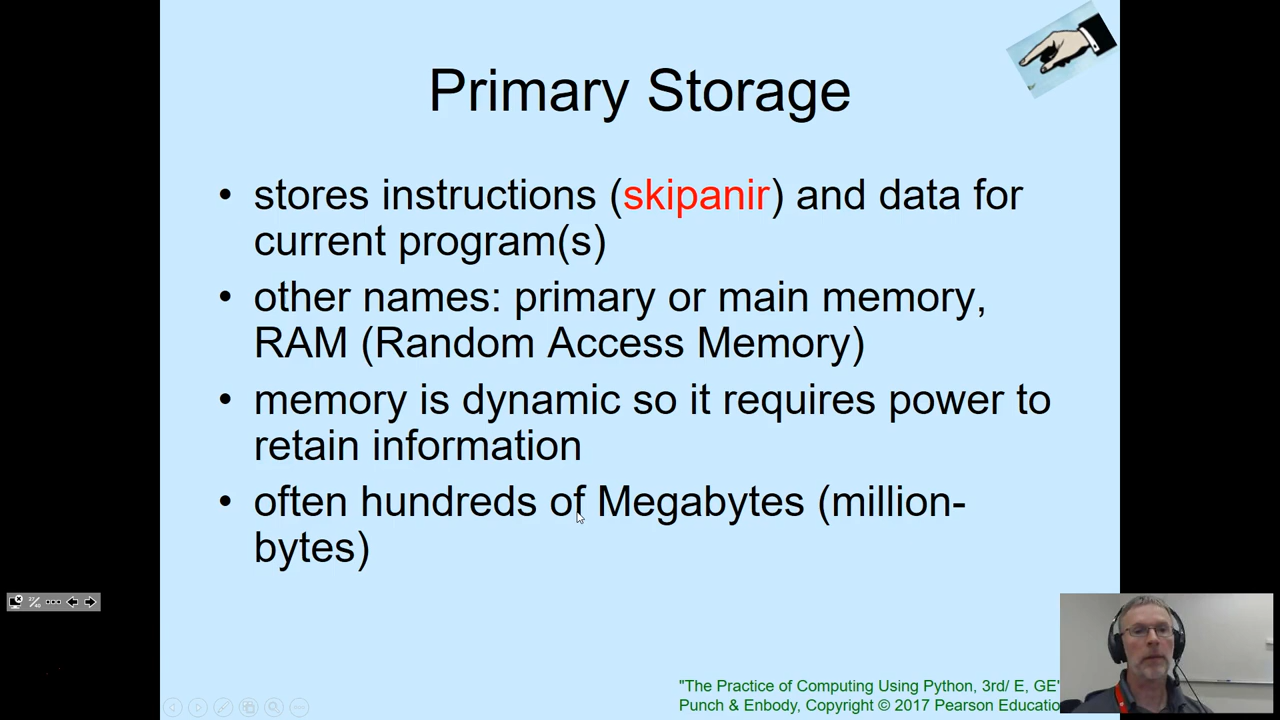 Primary Storage
• stores instructions (skipanir) and data for
current program(s)
• other names: primary or main memory,
RAM (Random Access Memory)
• memory is dynamic so it requires power to
retain information
• often hundreds of Megabytes (million-
bytes)
"The Practice of Computing Using Python, 3rd/ E, GE"
Punch & Enbody, Copyright © 2017 Pearson Educatio